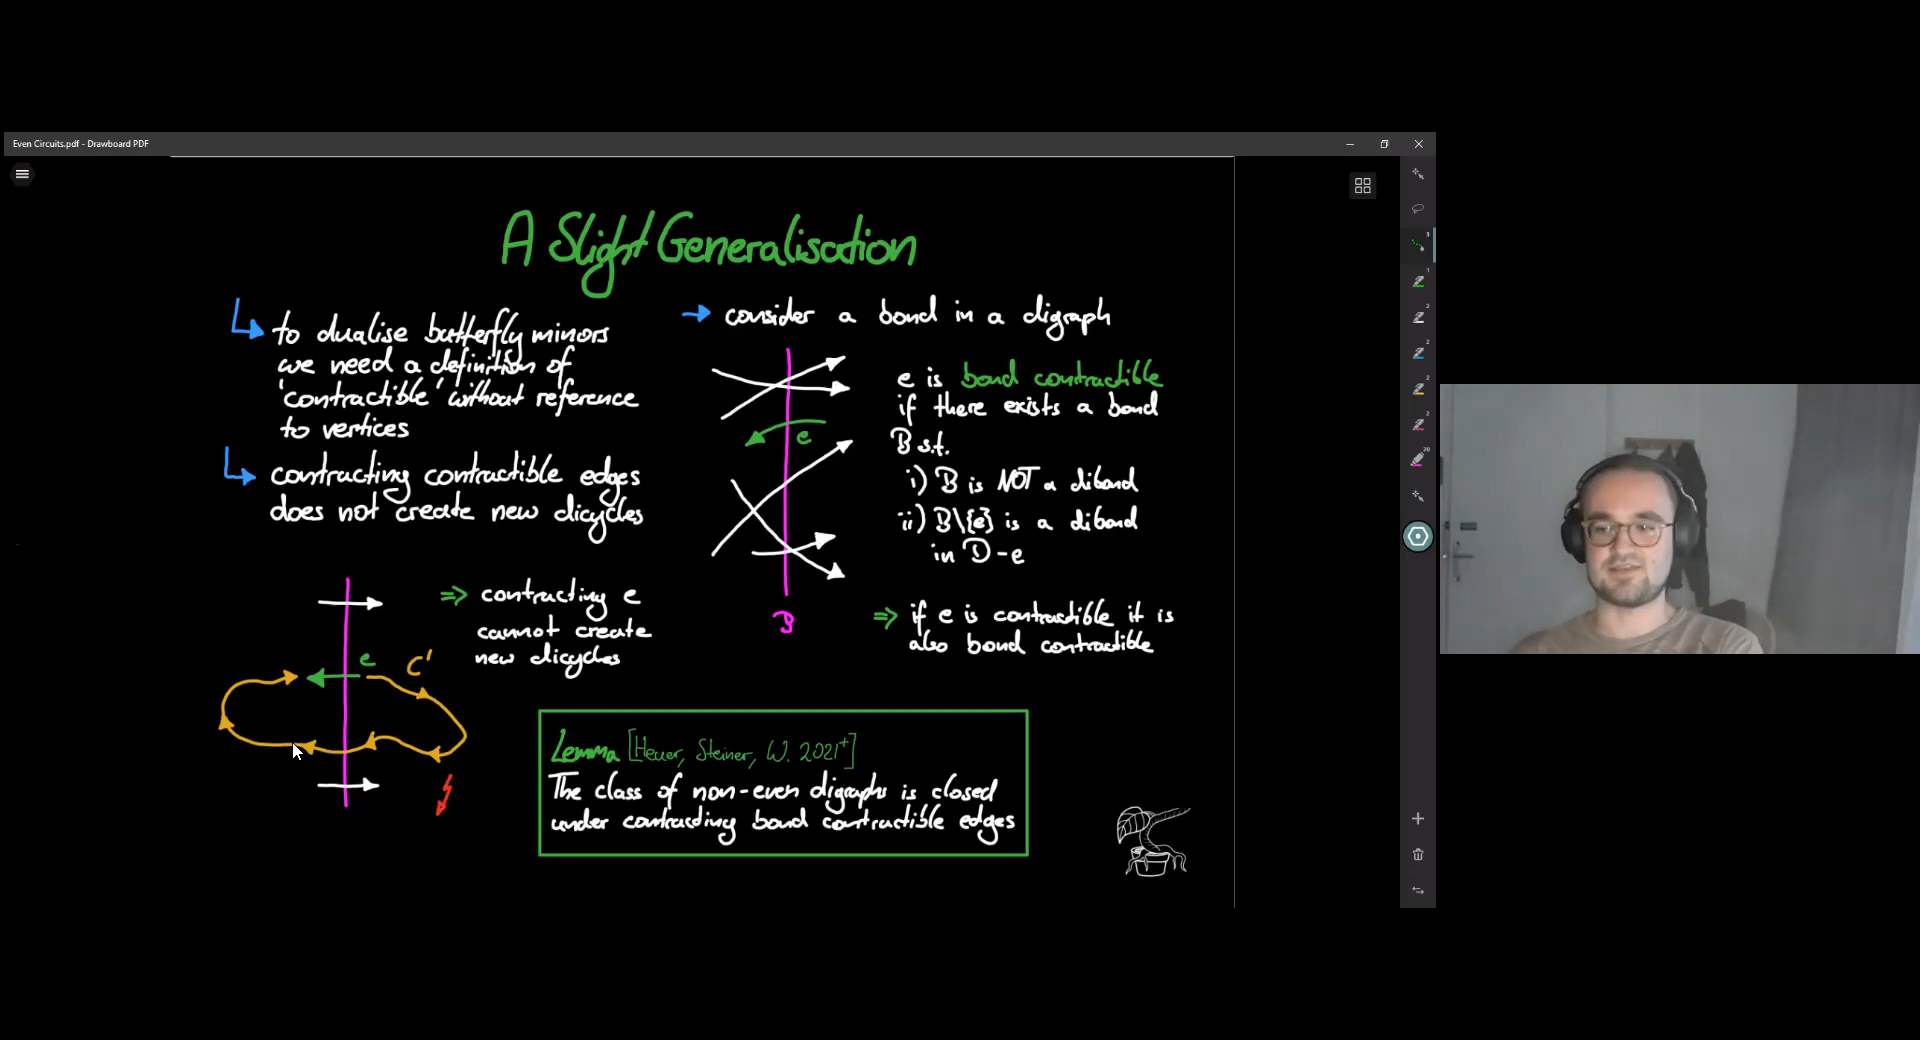 Even Circuits.pdf - Drawboard PDF
A Slight Generalisation
to dualise butterfly minors
we need a definition of
'contractible' without reference
to vertices
contracting contractible edges
does not create new dicycles
e
C'
=> contracting e
cannot create
new dicycles
→ consider a bond in a digraph
e
B
e is bond contractible
if there exists a bond
B s.t.
i) B is NOT a dibond
ii) B\{e} is a dibond
in D-e
=> if e is contractible it is
also bond contractible
Lemma [Heuer, Steiner, W. 2021+]
The class of non-even digraphs is closed
under contracting bond contractible edges